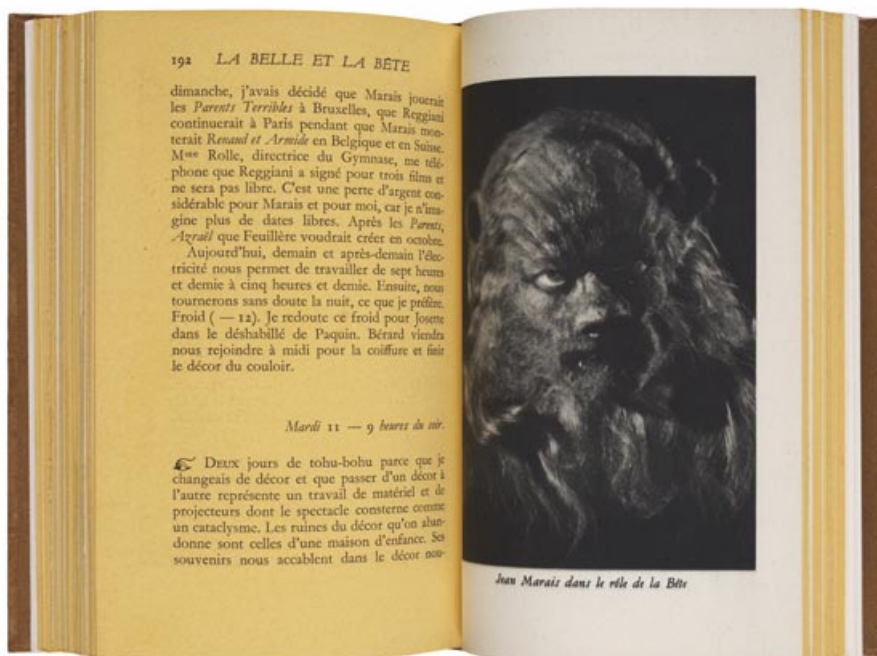 192 LA BELLE ET LA BÊTE
dimanche, j'avais décidé que Marais jouerait
les Parents Terribles à Bruxelles, que Reggiani
continuerait à Paris pendant que Marais mon-
terait Renaud et Armide en Belgique et en Suisse.
Mme Rolle, directrice du Gymnase, me télé-
phone que Reggiani a signé pour trois films et
ne sera pas libre. C'est une perte d'argent con-
sidérable pour Marais et pour moi, car je n'ima-
gine plus de dates libres. Après les Parents,
Azraël que Feuillère voudrait créer en octobre.
Aujourd'hui, demain et après-demain l'élec-
tricité nous permet de travailler de sept heures
et demie à cinq heures et demie. Ensuite, nous
tournerons sans doute la nuit, ce que je préfère.
Froid (— 12). Je redoute ce froid pour Josette
dans le déshabillé de Paquin. Bérard viendra
nous rejoindre à midi pour la coiffure et finir
le décor du couloir.
Mardi 11 — 9 heures du soir.
DEUX jours de tohu-bohu parce que je
changeais de décor et que passer d'un décor à
l'autre représente un travail de matériel et de
projecteurs dont le spectacle consterne comme
un cataclysme. Les ruines du décor qu'on aban-
donne sont celles d'une maison d'enfance. Ses
souvenirs nous accablent dans le décor nou-
Jean Marais dans le rôle de la Bête